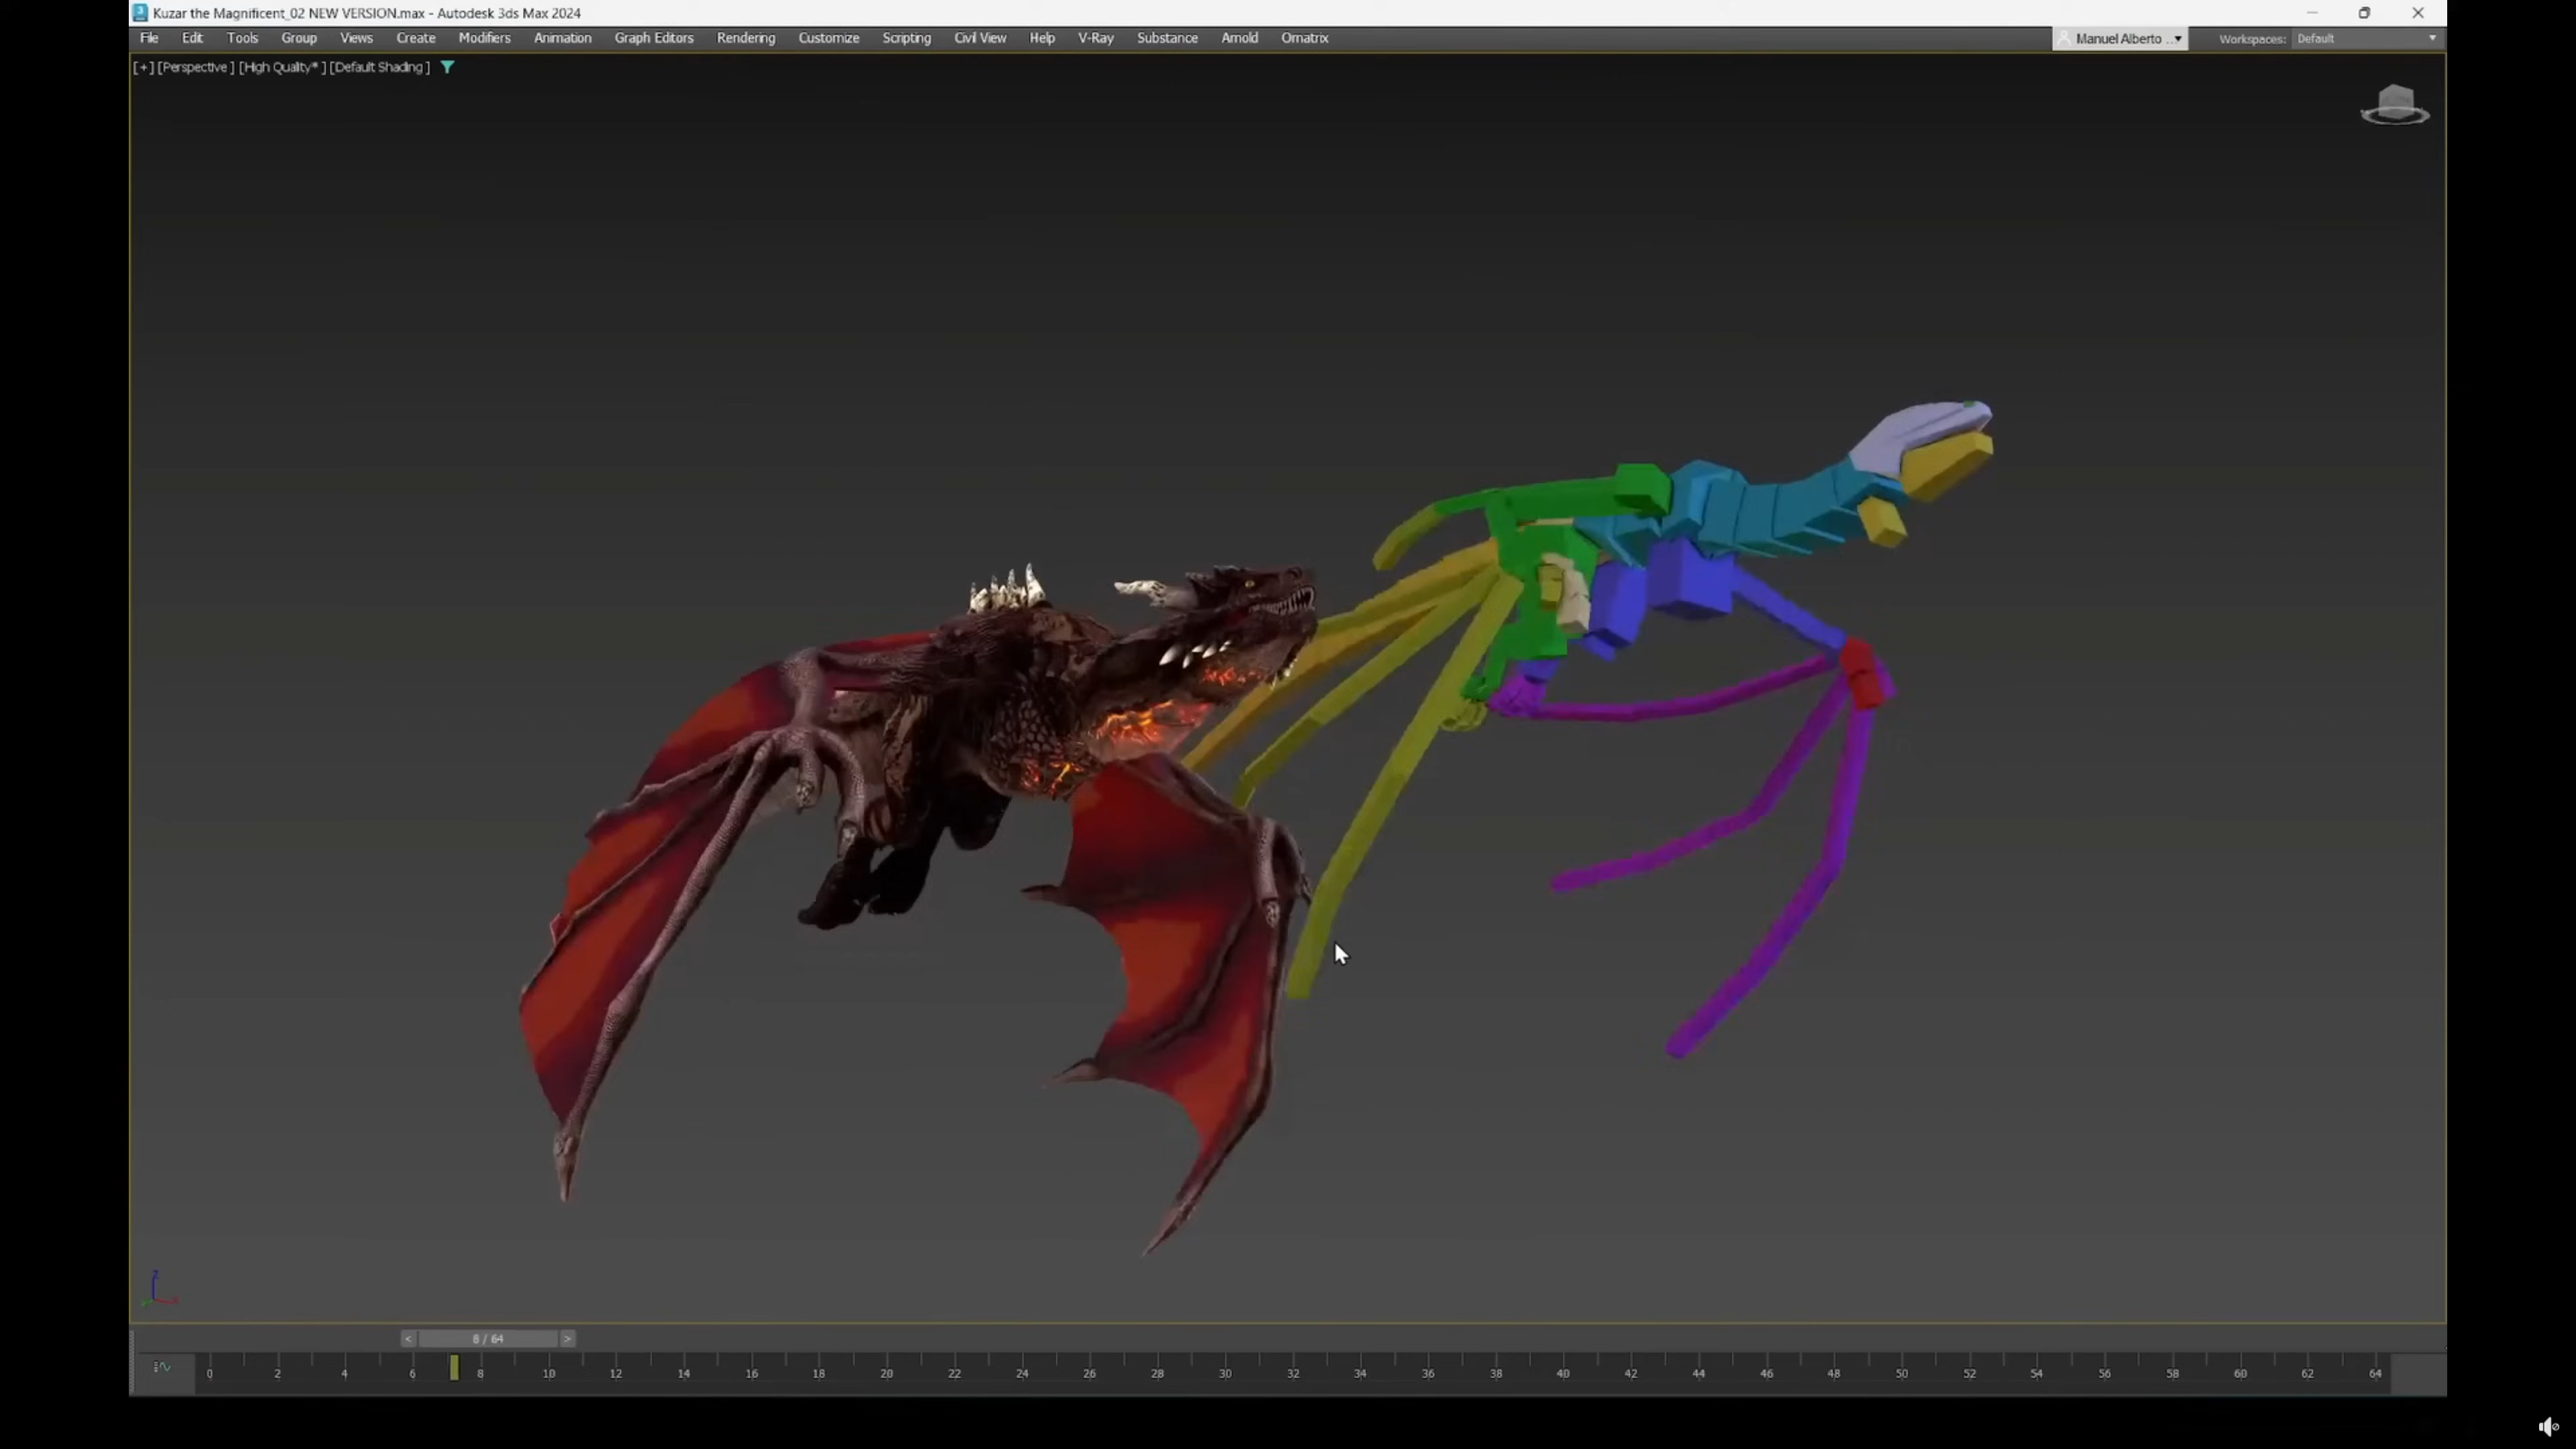 Kuzar the Magnificent_02 NEW VERSION.max - Autodesk 3ds Max 2024
File Edit Tools Group Views Create Modifiers Animation Graph Editors Rendering Customize Scripting Civil View Help V-Ray Substance Arnold Ornatrix Manuel Alberto ... Workspaces: Default
[+] [Perspective ] [High Quality* ] [Default Shading ]
z
< 8 / 64 >
0 2 4 6 8 10 12 14 16 18 20 22 24 26 28 30 32 34 36 38 40 42 44 46 48 50 52 54 56 58 60 62 64